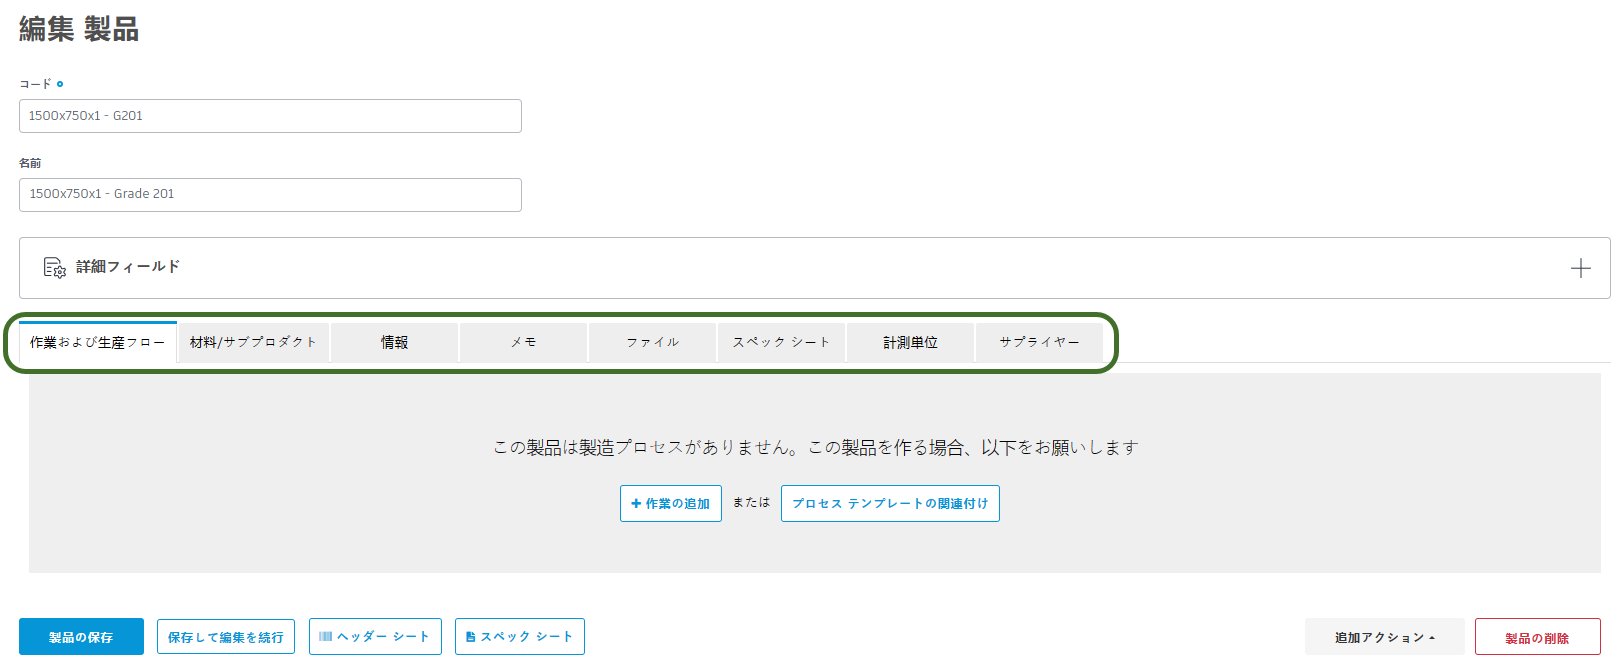 編集 製品
コード
1500x750x1 - G201
名前
1500x750x1 - Grade 201
詳細フィールド
作業および生産フロー 材料/サブプロダクト 情報 メモ ファイル スペック シート 計測単位 サプライヤー
この製品は製造プロセスがありません。この製品を作る場合、以下をお願いします
+ 作業の追加 または プロセス テンプレートの関連付け
製品の保存 保存して編集を続行 ヘッダー シート スペック シート 追加アクション 製品の削除